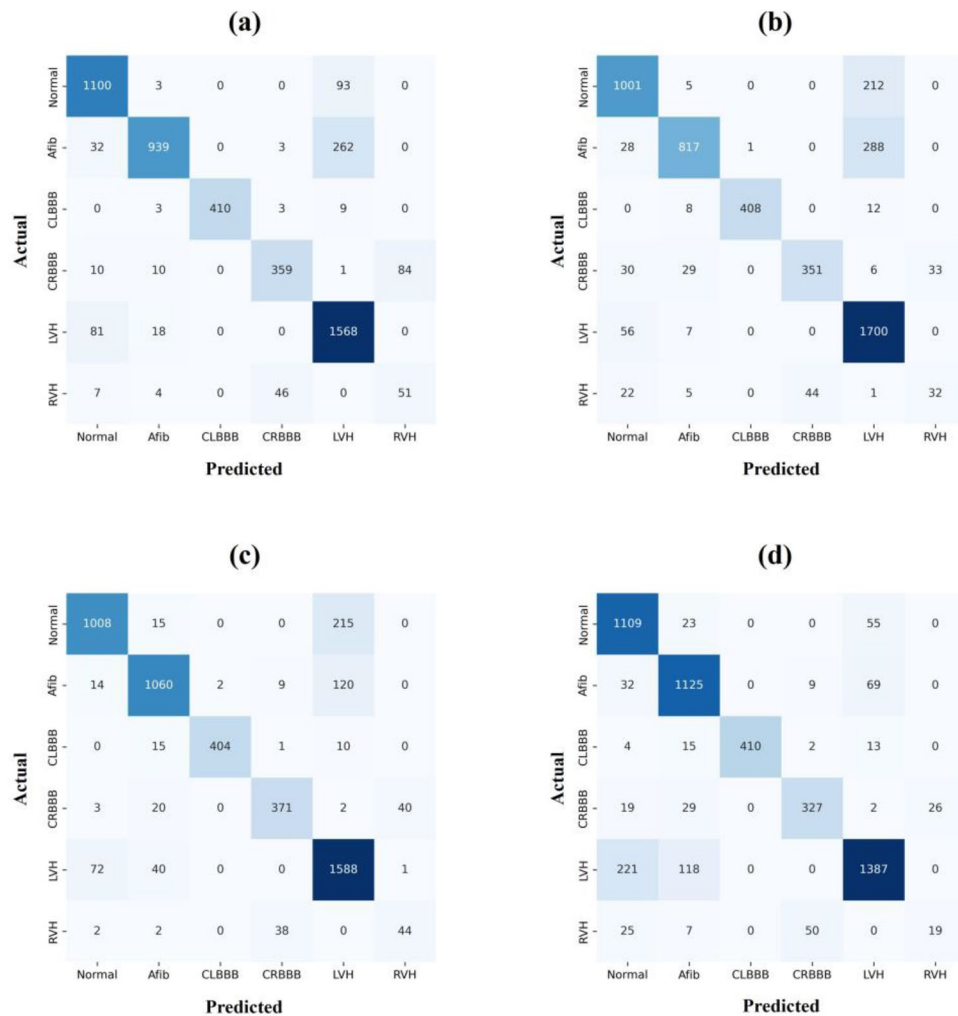 (a)
Actual
Normal 1100 3 0 0 93 0
Afib 32 939 0 3 262 0
CLBBB 0 3 410 3 9 0
CRBBB 10 10 0 359 1 84
LVH 81 18 0 0 1568 0
RVH 7 4 0 46 0 51
Normal Afib CLBBB CRBBB LVH RVH
Predicted
(b)
Actual
Normal 1001 5 0 0 212 0
Afib 28 817 1 0 288 0
CLBBB 0 8 408 0 12 0
CRBBB 30 29 0 351 6 33
LVH 56 7 0 0 1700 0
RVH 22 5 0 44 1 32
Normal Afib CLBBB CRBBB LVH RVH
Predicted
(c)
Actual
Normal 1008 15 0 0 215 0
Afib 14 1060 2 9 120 0
CLBBB 0 15 404 1 10 0
CRBBB 3 20 0 371 2 40
LVH 72 40 0 0 1588 1
RVH 2 2 0 38 0 44
Normal Afib CLBBB CRBBB LVH RVH
Predicted
(d)
Actual
Normal 1109 23 0 0 55 0
Afib 32 1125 0 9 69 0
CLBBB 4 15 410 2 13 0
CRBBB 19 29 0 327 2 26
LVH 221 118 0 0 1387 0
RVH 25 7 0 50 0 19
Normal Afib CLBBB CRBBB LVH RVH
Predicted